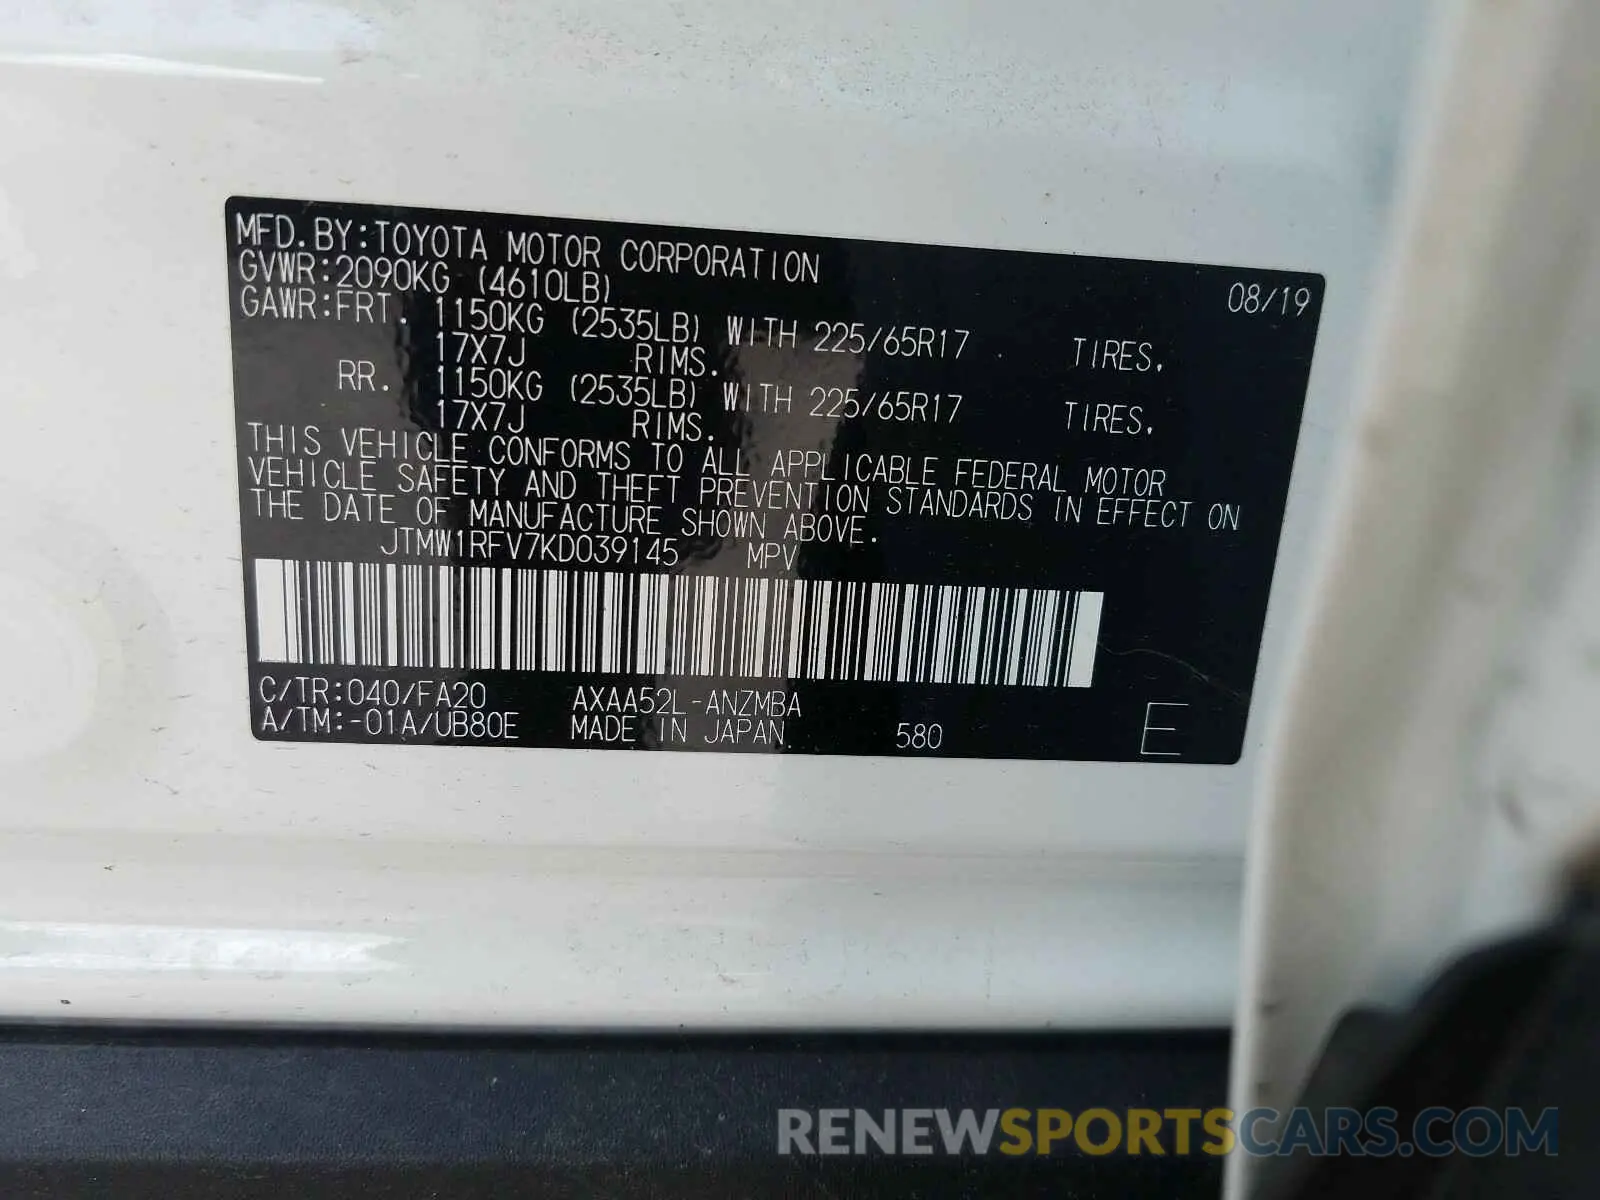 MFD.BY:TOYOTA MOTOR CORPORATION 08/19
GVWR:2090KG (4610LB)
GAWR:FRT. 1150KG (2535LB) WITH 225/65R17 TIRES.
17X7J RIMS.
RR. 1150KG (2535LB) WITH 225/65R17 TIRES.
17X7J RIMS.
THIS VEHICLE CONFORMS TO ALL APPLICABLE FEDERAL MOTOR
VEHICLE SAFETY AND THEFT PREVENTION STANDARDS IN EFFECT ON
THE DATE OF MANUFACTURE SHOWN ABOVE.
JTMW1RFV7KD039145 MPV
C/TR:040/FA20 AXAA52L-ANZMBA
A/TM:-01A/UB80E MADE IN JAPAN 580 E
RENEWSPORTSCARS.COM